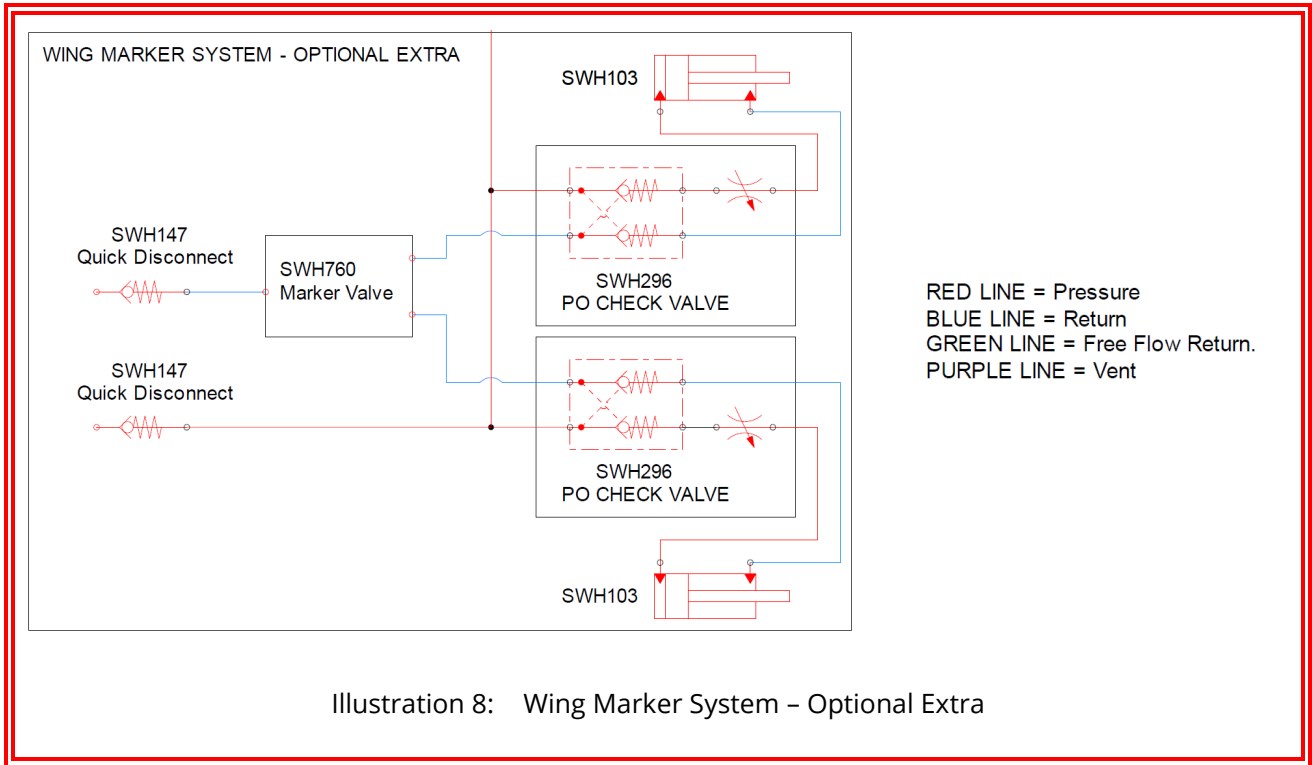 WING MARKER SYSTEM - OPTIONAL EXTRA
SWH103
SWH147
Quick Disconnect
SWH760
Marker Valve
SWH296
PO CHECK VALVE
SWH147
Quick Disconnect
SWH296
PO CHECK VALVE
SWH103
RED LINE = Pressure
BLUE LINE = Return
GREEN LINE = Free Flow Return.
PURPLE LINE = Vent
Illustration 8: Wing Marker System – Optional Extra